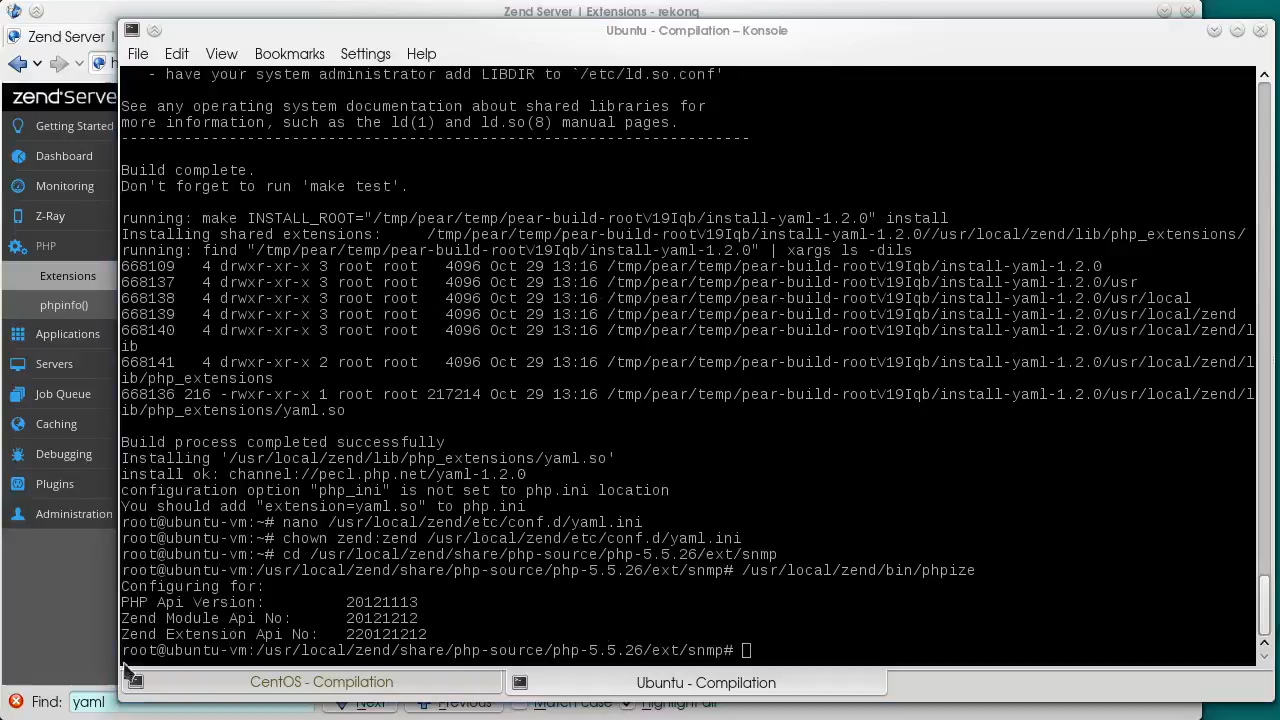 Zend Server | Extensions - rekonq
Zend Server |
Ubuntu - Compilation – Konsole
File Edit View Bookmarks Settings Help
zend Serve
Getting Started
Dashboard
Monitoring
Z-Ray
PHP
Extensions
phpinfo()
Applications
Servers
Job Queue
Caching
Debugging
Plugins
Administration
- have your system administrator add LIBDIR to `/etc/ld.so.conf'
See any operating system documentation about shared libraries for
more information, such as the ld(1) and ld.so(8) manual pages.
----------------------------------------------------------------------
Build complete.
Don't forget to run 'make test'.
running: make INSTALL_ROOT="/tmp/pear/temp/pear-build-rootV19Iqb/install-yaml-1.2.0" install
Installing shared extensions:     /tmp/pear/temp/pear-build-rootV19Iqb/install-yaml-1.2.0//usr/local/zend/lib/php_extensions/
running: find "/tmp/pear/temp/pear-build-rootV19Iqb/install-yaml-1.2.0" | xargs ls -dils
668109   4 drwxr-xr-x 3 root root   4096 Oct 29 13:16 /tmp/pear/temp/pear-build-rootV19Iqb/install-yaml-1.2.0
668137   4 drwxr-xr-x 3 root root   4096 Oct 29 13:16 /tmp/pear/temp/pear-build-rootV19Iqb/install-yaml-1.2.0/usr
668138   4 drwxr-xr-x 3 root root   4096 Oct 29 13:16 /tmp/pear/temp/pear-build-rootV19Iqb/install-yaml-1.2.0/usr/local
668139   4 drwxr-xr-x 3 root root   4096 Oct 29 13:16 /tmp/pear/temp/pear-build-rootV19Iqb/install-yaml-1.2.0/usr/local/zend
668140   4 drwxr-xr-x 3 root root   4096 Oct 29 13:16 /tmp/pear/temp/pear-build-rootV19Iqb/install-yaml-1.2.0/usr/local/zend/l
ib
668141   4 drwxr-xr-x 2 root root   4096 Oct 29 13:16 /tmp/pear/temp/pear-build-rootV19Iqb/install-yaml-1.2.0/usr/local/zend/l
ib/php_extensions
668136 216 -rwxr-xr-x 1 root root 217214 Oct 29 13:16 /tmp/pear/temp/pear-build-rootV19Iqb/install-yaml-1.2.0/usr/local/zend/l
ib/php_extensions/yaml.so
Build process completed successfully
Installing '/usr/local/zend/lib/php_extensions/yaml.so'
install ok: channel://pecl.php.net/yaml-1.2.0
configuration option "php_ini" is not set to php.ini location
You should add "extension=yaml.so" to php.ini
root@ubuntu-vm:~# nano /usr/local/zend/etc/conf.d/yaml.ini
root@ubuntu-vm:~# chown zend:zend /usr/local/zend/etc/conf.d/yaml.ini
root@ubuntu-vm:~# cd /usr/local/zend/share/php-source/php-5.5.26/ext/snmp
root@ubuntu-vm:/usr/local/zend/share/php-source/php-5.5.26/ext/snmp# /usr/local/zend/bin/phpize
Configuring for:
PHP Api Version:         20121113
Zend Module Api No:      20121212
Zend Extension Api No:   220121212
root@ubuntu-vm:/usr/local/zend/share/php-source/php-5.5.26/ext/snmp#
CentOS - Compilation
Ubuntu - Compilation
Find: yaml Next Previous Match case Highlight all